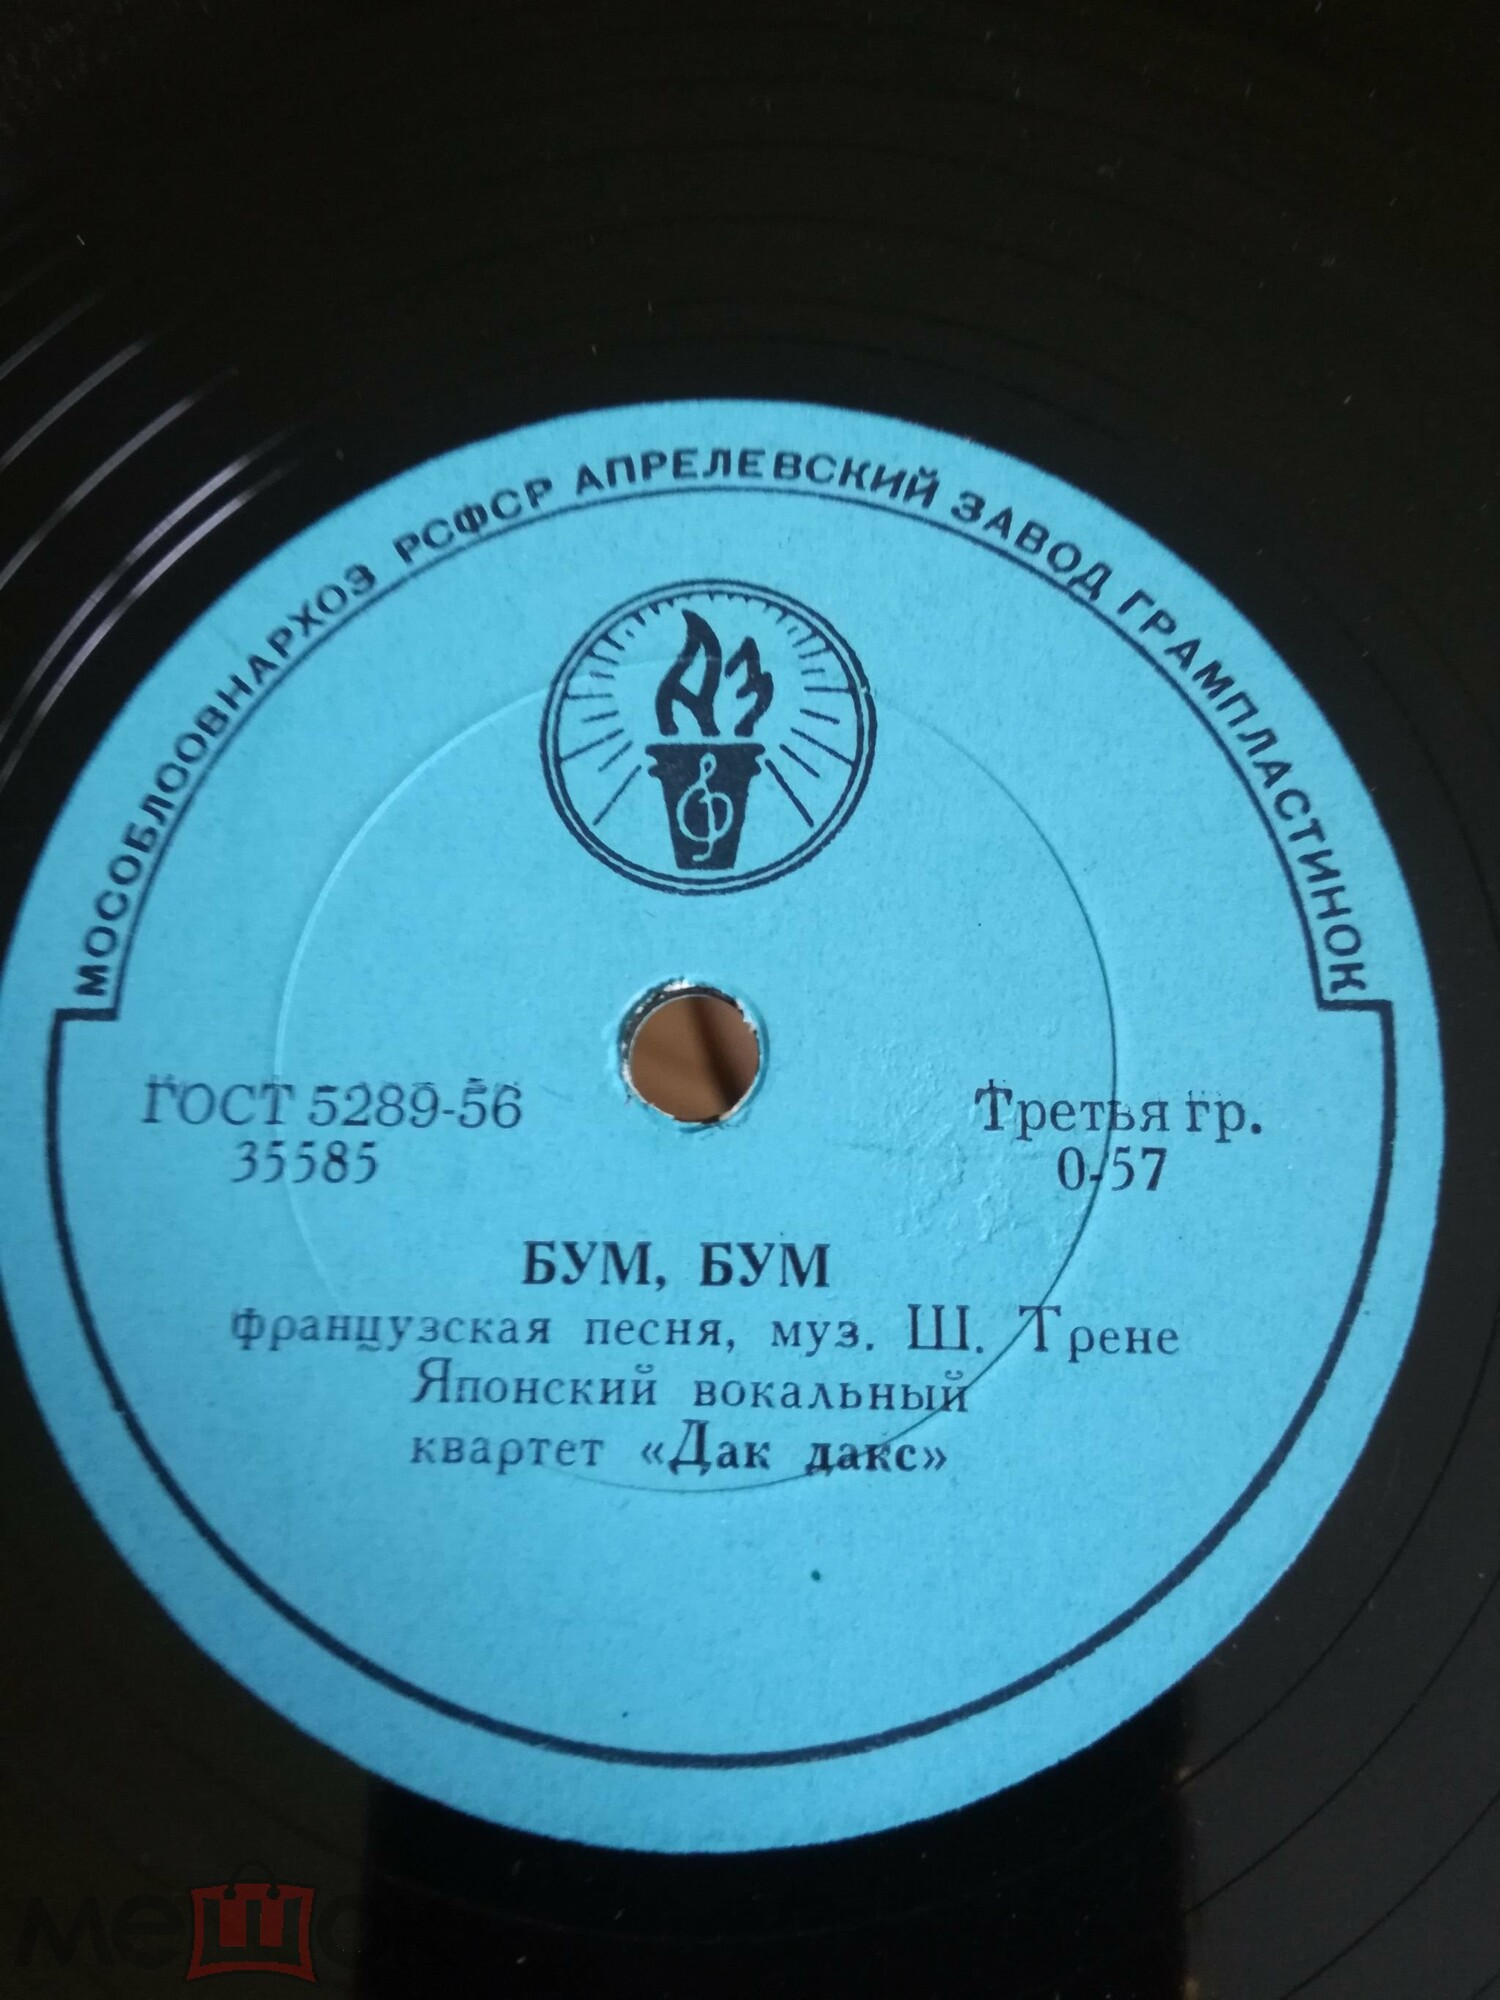 МОСОБЛСОВНАРХОЗ РСФСР АПРЕЛЕВСКИЙ ЗАВОД ГРАМПЛАСТИНОК
АЗ
ГОСТ 5289-56
35585
Третья гр.
0-57
БУМ, БУМ
французская песня, муз. Ш. Трене
Японский вокальный
квартет «Дак дакс»
мешок